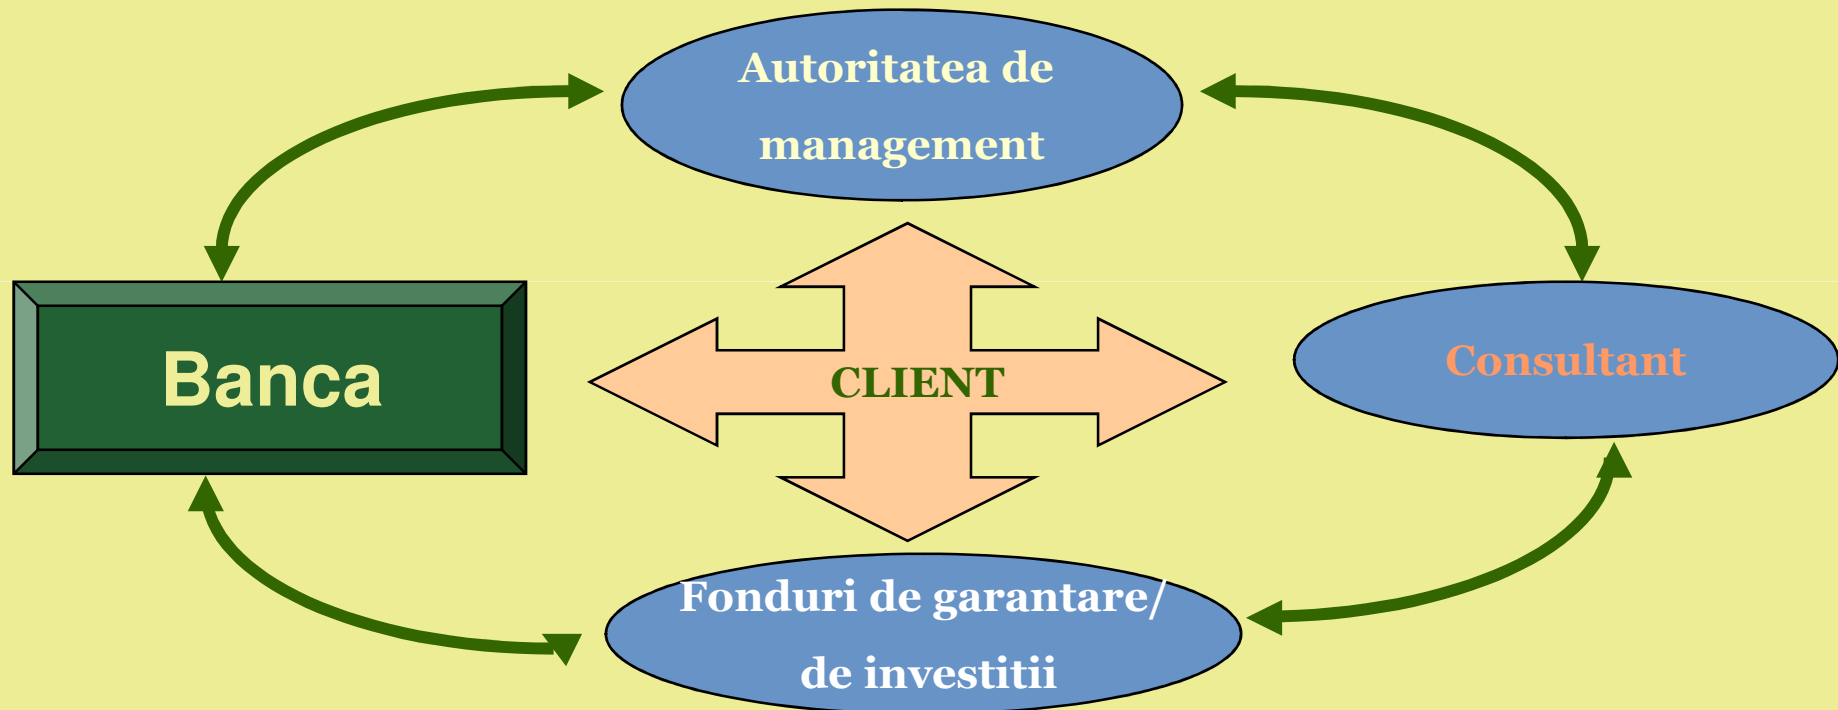 Autoritatea de
management
Banca
CLIENT
Consultant
Fonduri de garantare/
de investitii